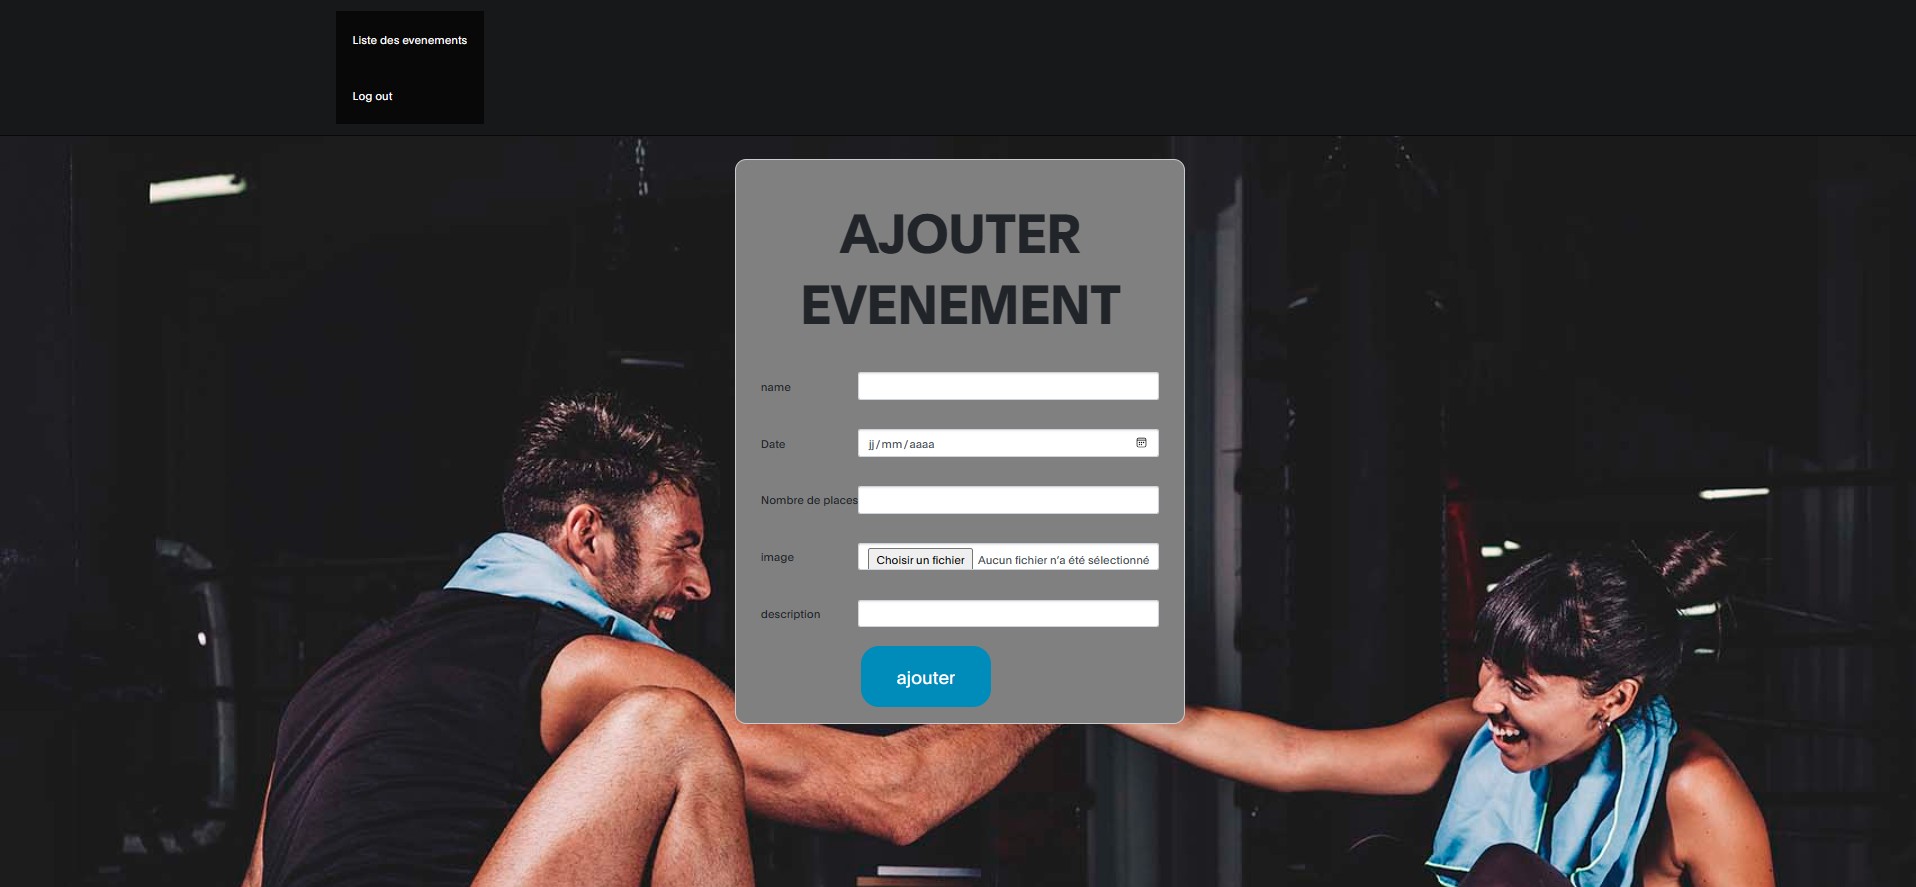 Liste des evenements
Log out
AJOUTER
EVENEMENT
name
Date jj/mm/aaaa
Nombre de places
image Choisir un fichier Aucun fichier n'a été sélectionné
description
ajouter